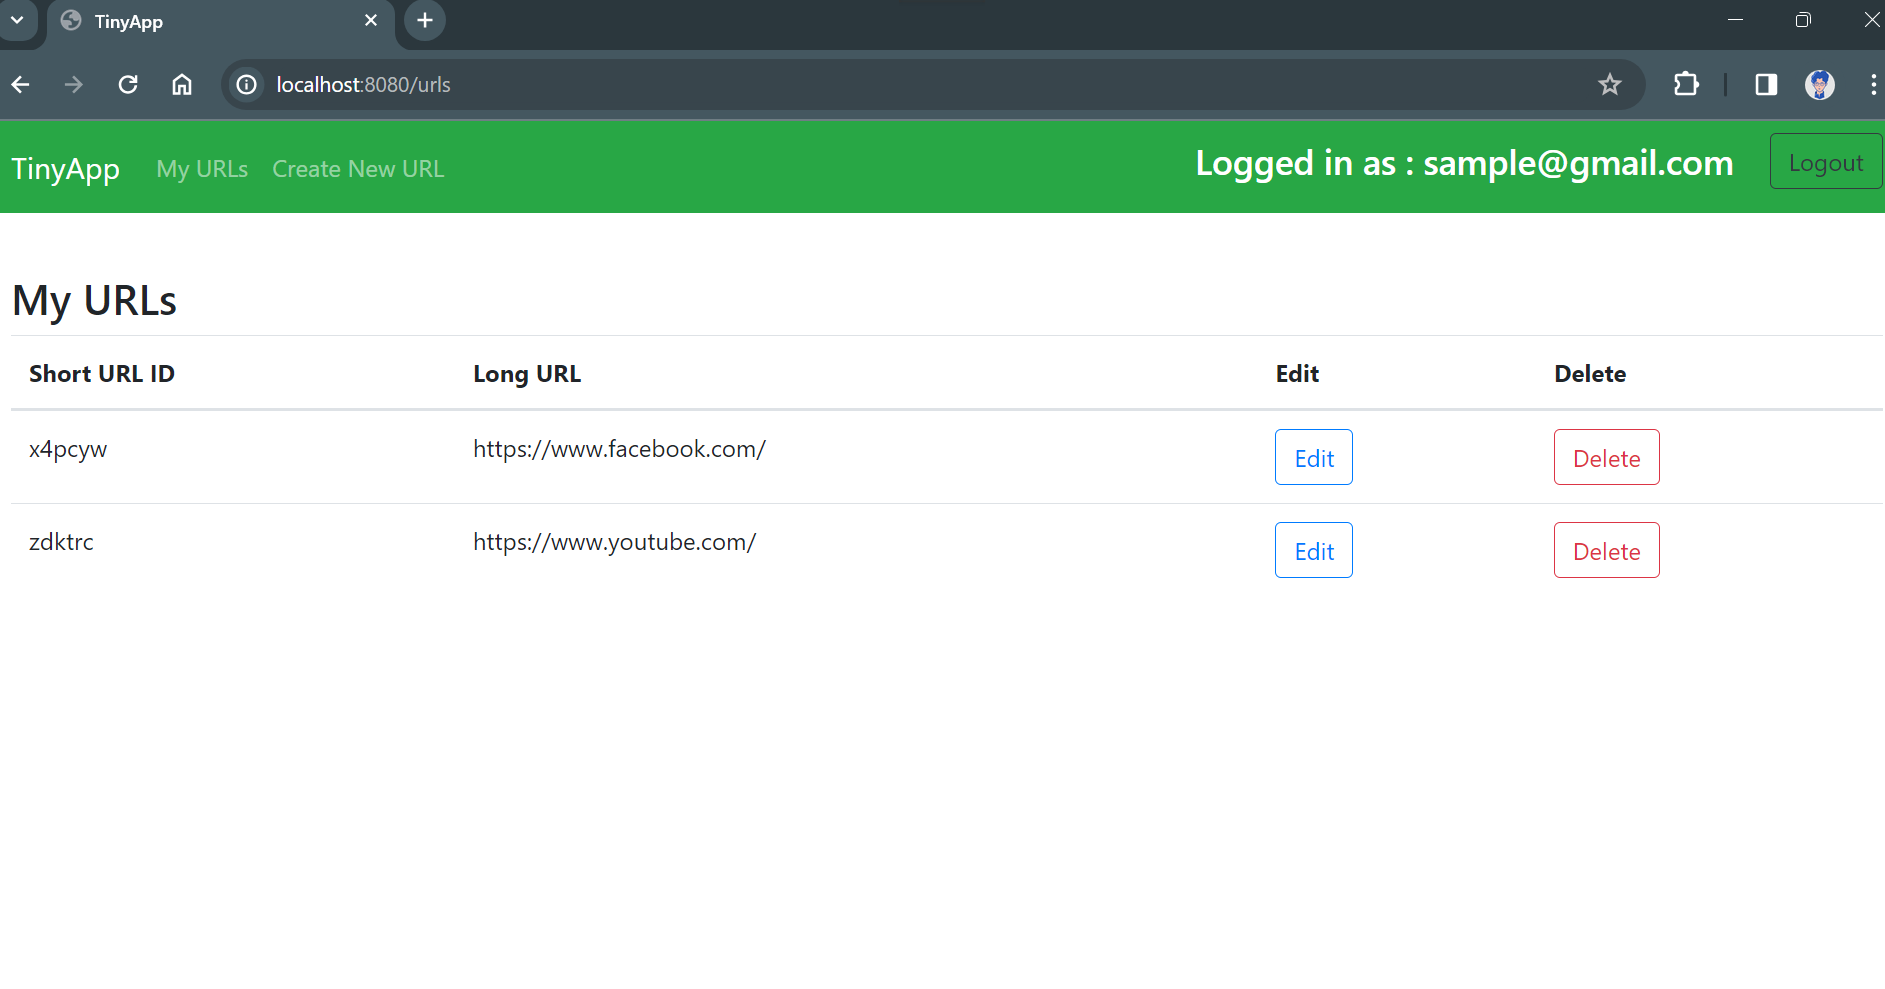 TinyApp
localhost:8080/urls
TinyApp My URLs Create New URL Logged in as : sample@gmail.com Logout
My URLs
Short URL ID Long URL Edit Delete
x4pcyw https://www.facebook.com/ Edit Delete
zdktrc https://www.youtube.com/ Edit Delete